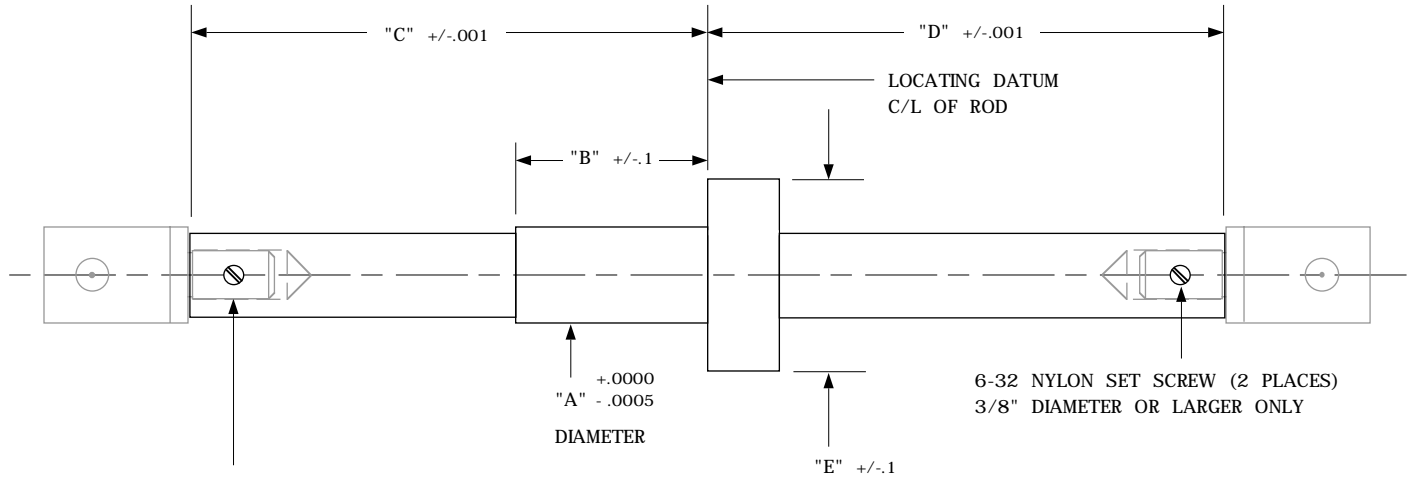 "C" +/-.001
"D" +/-.001
LOCATING DATUM
C/L OF ROD
"B" +/-.1
+.0000
"A" - .0005
DIAMETER
6-32 NYLON SET SCREW (2 PLACES)
3/8" DIAMETER OR LARGER ONLY
"E" +/-.1